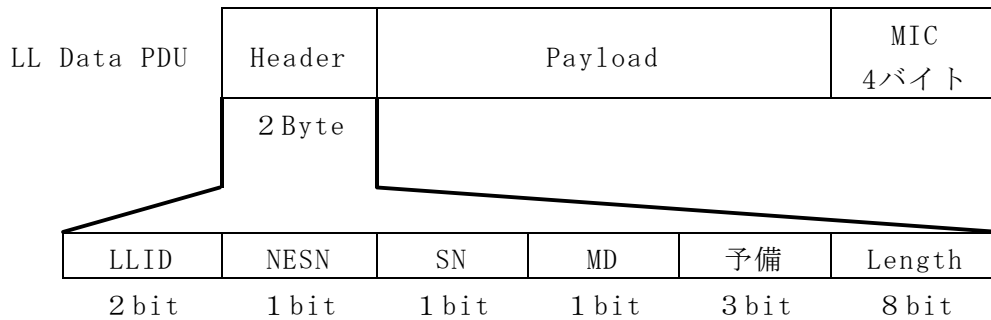 LL Data PDU Header Payload MIC
4バイト
２Byte
LLID NESN SN MD 予備 Length
２bit １bit １bit １bit ３bit ８bit